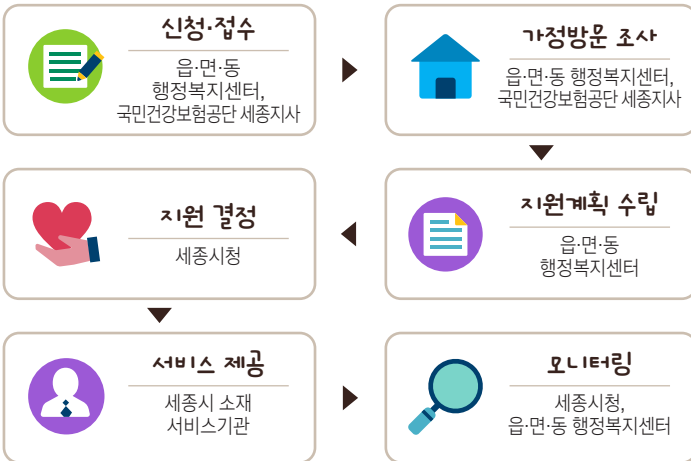 신청·접수
읍·면·동
행정복지센터,
국민건강보험공단 세종지사
가정방문 조사
읍·면·동 행정복지센터,
국민건강보험공단 세종지사
지원계획 수립
읍·면·동
행정복지센터
지원 결정
세종시청
서비스 제공
세종시 소재
서비스기관
모니터링
세종시청,
읍·면·동 행정복지센터